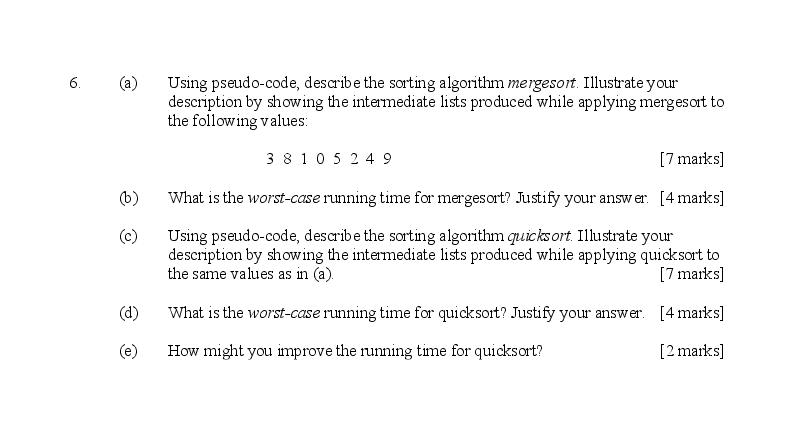 6. (a) Using pseudo-code, describe the sorting algorithm mergesort. Illustrate your
description by showing the intermediate lists produced while applying mergesort to
the following values:
3 8 1 0 5 2 4 9 [7 marks]
(b) What is the worst-case running time for mergesort? Justify your answer. [4 marks]
(c) Using pseudo-code, describe the sorting algorithm quicksort. Illustrate your
description by showing the intermediate lists produced while applying quicksort to
the same values as in (a). [7 marks]
(d) What is the worst-case running time for quicksort? Justify your answer. [4 marks]
(e) How might you improve the running time for quicksort? [2 marks]